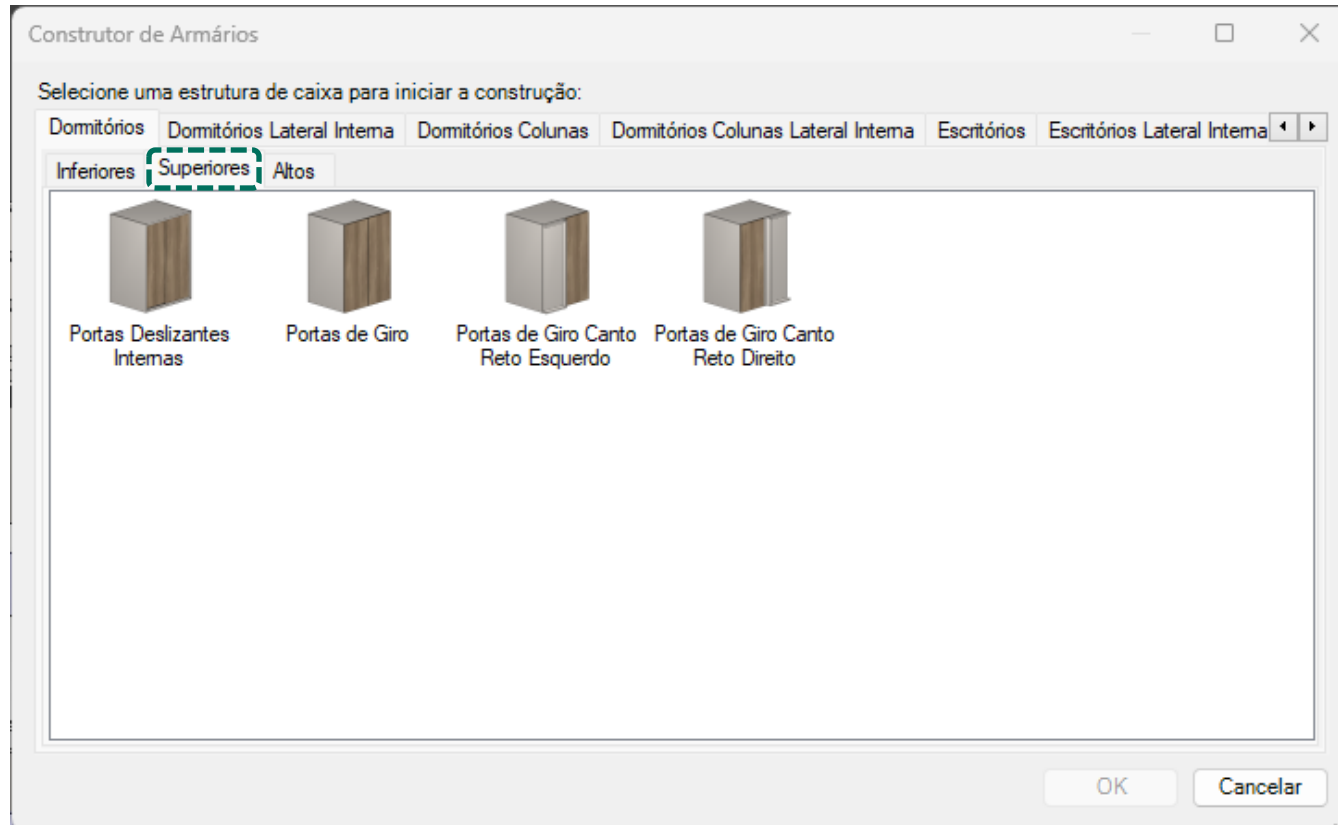 Construtor de Armários
Selecione uma estrutura de caixa para iniciar a construção:
Dormitórios Dormitórios Lateral Interna Dormitórios Colunas Dormitórios Colunas Lateral Interna Escritórios Escritórios Lateral Interna
Inferiores Superiores Altos
Portas Deslizantes Internas
Portas de Giro
Portas de Giro Canto Reto Esquerdo
Portas de Giro Canto Reto Direito
OK Cancelar